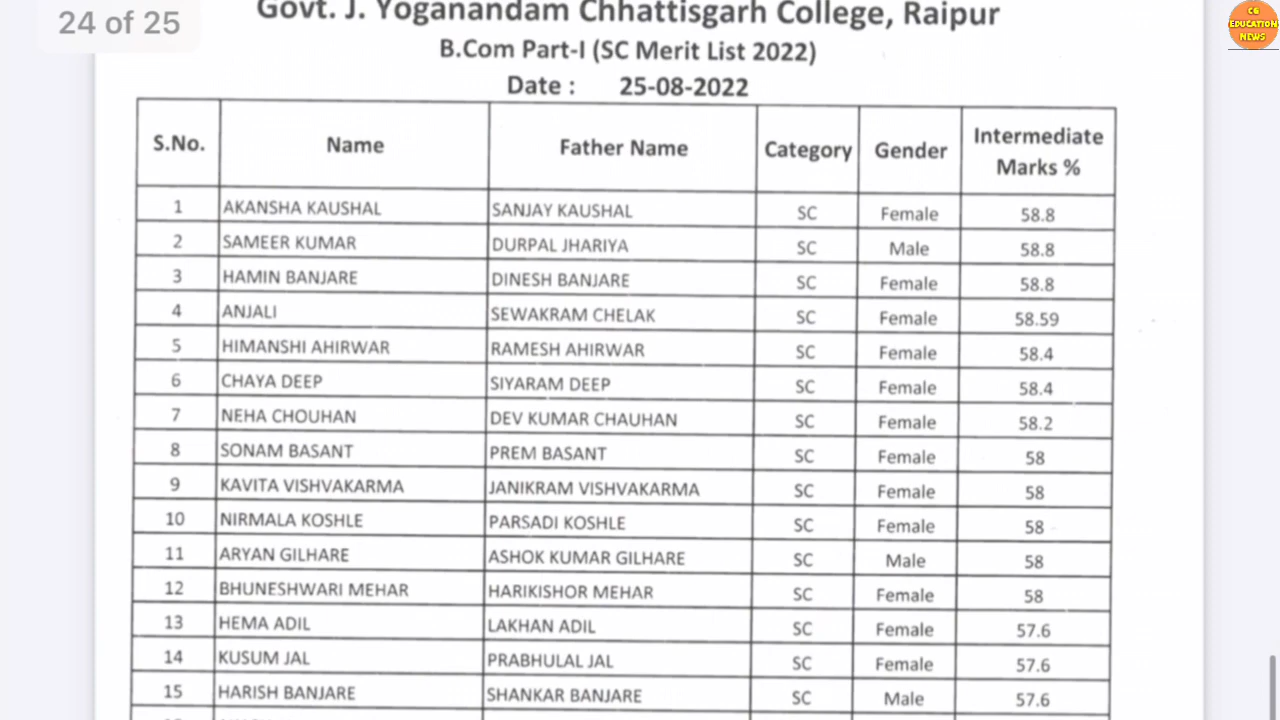 24 of 25
Govt. J. Yoganandam Chhattisgarh College, Raipur
CG
EDUCATION
NEWS
B.Com Part-I (SC Merit List 2022)
Date : 25-08-2022
S.No. Name Father Name Category Gender Intermediate Marks %
1 AKANSHA KAUSHAL SANJAY KAUSHAL SC Female 58.8
2 SAMEER KUMAR DURPAL JHARIYA SC Male 58.8
3 HAMIN BANJARE DINESH BANJARE SC Female 58.8
4 ANJALI SEWAKRAM CHELAK SC Female 58.59
5 HIMANSHI AHIRWAR RAMESH AHIRWAR SC Female 58.4
6 CHAYA DEEP SIYARAM DEEP SC Female 58.4
7 NEHA CHOUHAN DEV KUMAR CHAUHAN SC Female 58.2
8 SONAM BASANT PREM BASANT SC Female 58
9 KAVITA VISHVAKARMA JANIKRAM VISHVAKARMA SC Female 58
10 NIRMALA KOSHLE PARSADI KOSHLE SC Female 58
11 ARYAN GILHARE ASHOK KUMAR GILHARE SC Male 58
12 BHUNESHWARI MEHAR HARIKISHOR MEHAR SC Female 58
13 HEMA ADIL LAKHAN ADIL SC Female 57.6
14 KUSUM JAL PRABHULAL JAL SC Female 57.6
15 HARISH BANJARE SHANKAR BANJARE SC Male 57.6